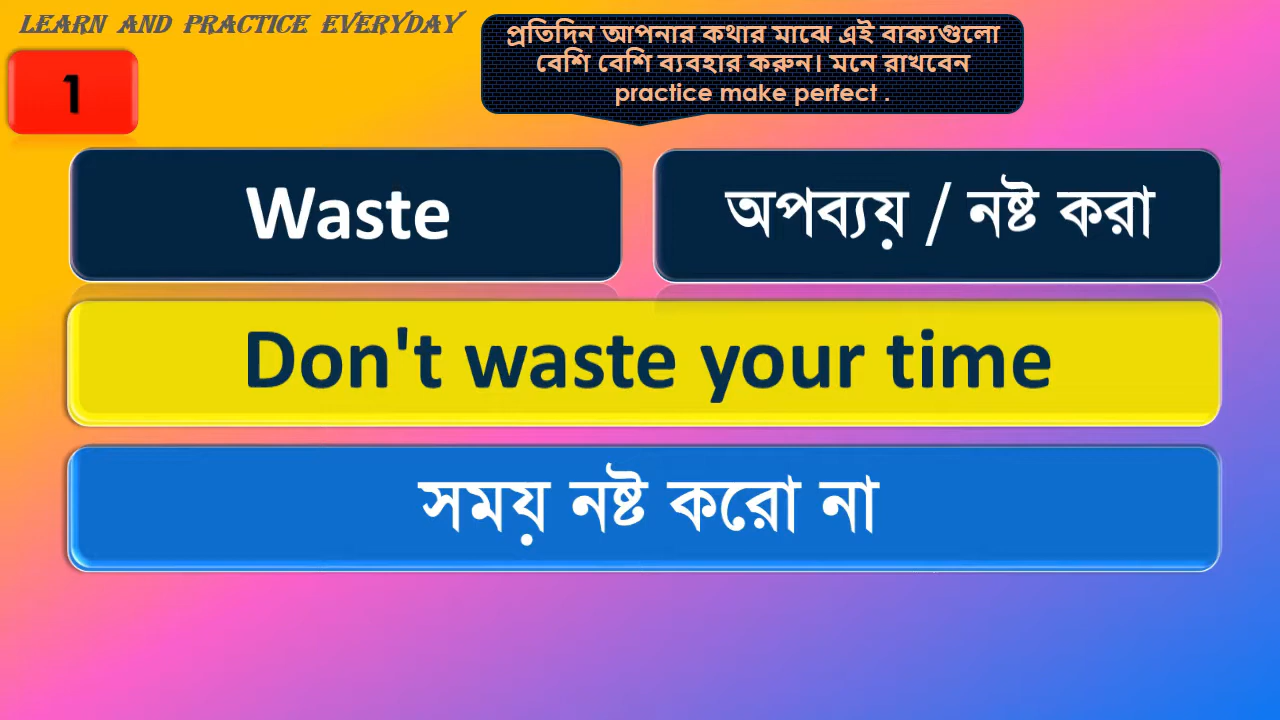 LEARN AND PRACTICE EVERYDAY
প্রতিদিন আপনার কথার মাঝে এই বাক্যগুলো
বেশি বেশি ব্যবহার করুন। মনে রাখবেন
practice make perfect .
1
Waste
অপব্যয় / নষ্ট করা
Don't waste your time
সময় নষ্ট করো না